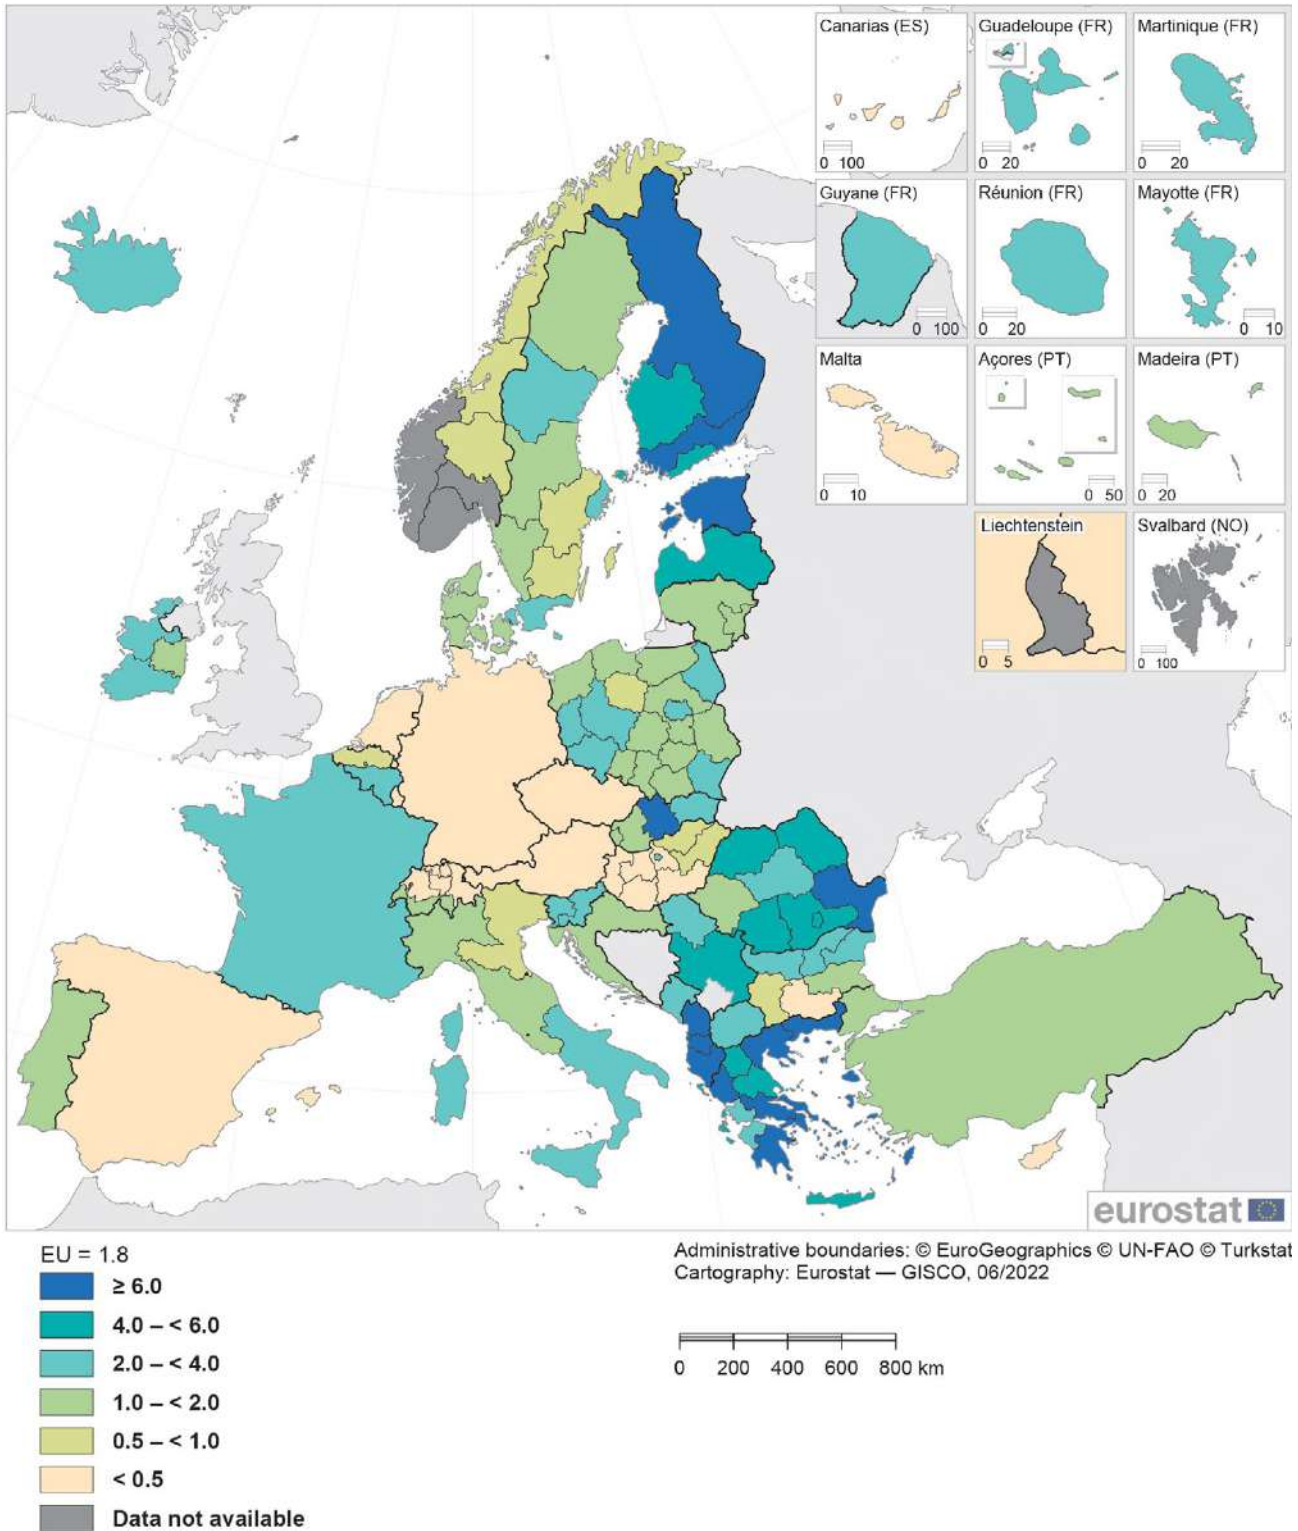 Canarias (ES)
0 100
Guadeloupe (FR)
0 20
Martinique (FR)
0 20
Guyane (FR)
0 100
Réunion (FR)
0 20
Mayotte (FR)
0 10
Malta
0 10
Açores (PT)
0 50
Madeira (PT)
0 20
Liechtenstein
0 5
Svalbard (NO)
0 100
eurostat
EU = 1.8
≥ 6.0
4.0 – < 6.0
2.0 – < 4.0
1.0 – < 2.0
0.5 – < 1.0
< 0.5
Data not available
Administrative boundaries: © EuroGeographics © UN-FAO © Turkstat
Cartography: Eurostat — GISCO, 06/2022
0 200 400 600 800 km